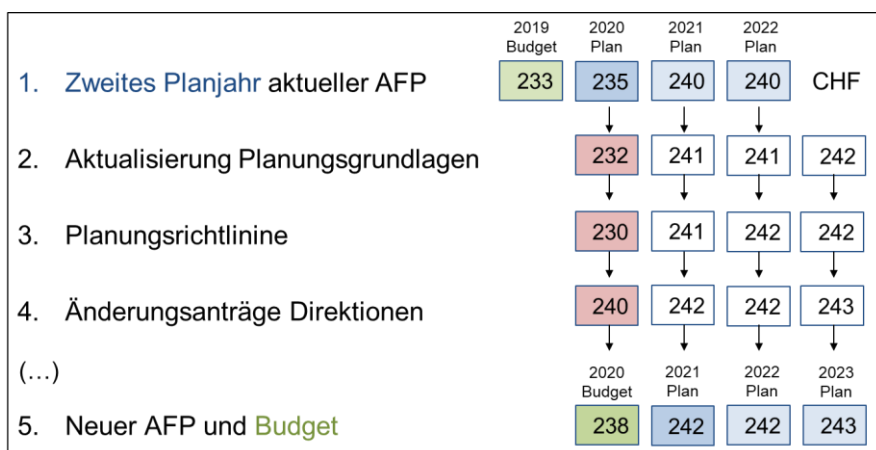 2019 2020 2021 2022
Budget Plan Plan Plan
1. Zweites Planjahr aktueller AFP 233 235 240 240 CHF
2. Aktualisierung Planungsgrundlagen 232 241 241 242
3. Planungsrichtlinine 230 241 242 242
4. Änderungsanträge Direktionen 240 242 242 243
(...)
2020 2021 2022 2023
Budget Plan Plan Plan
5. Neuer AFP und Budget 238 242 242 243